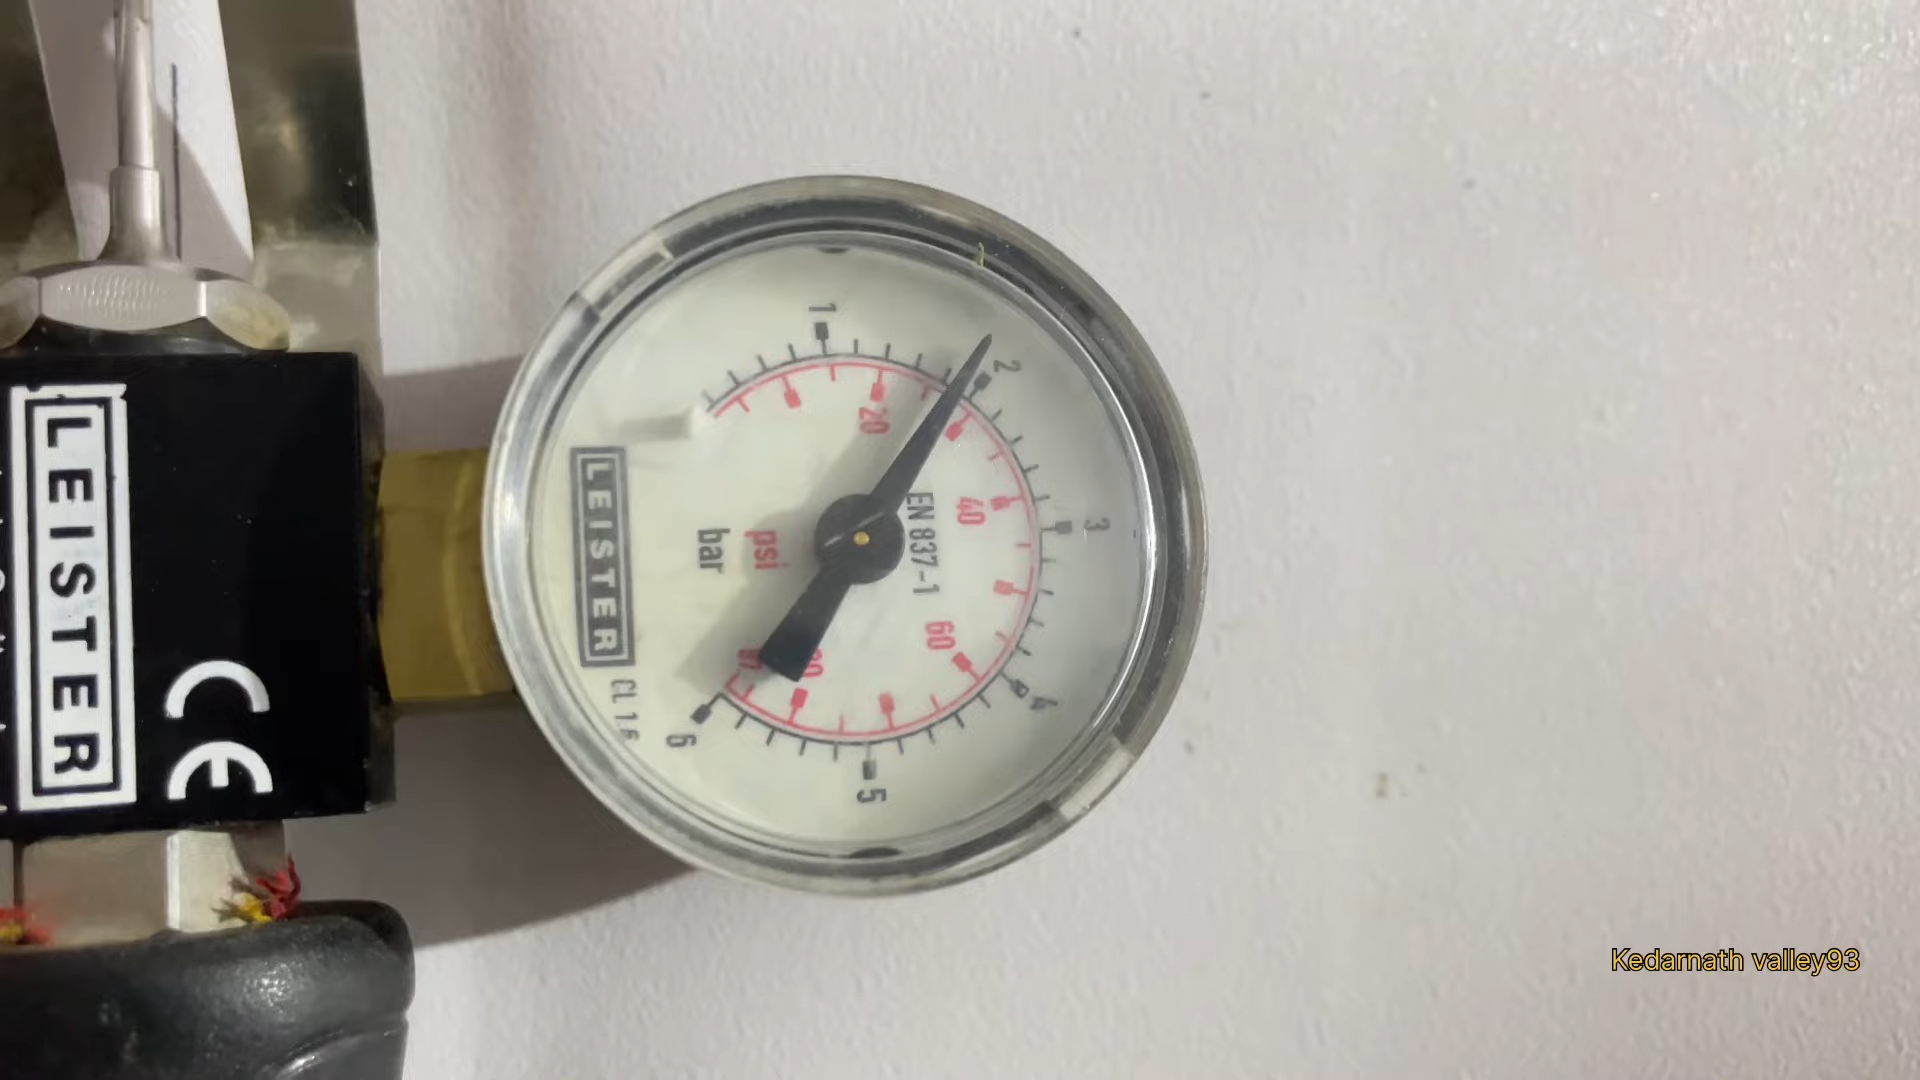 LEISTER
CE
1
2
3
4
5
6
20
40
60
psi
bar
EN 837-1
LEISTER
Kedarnath valley93